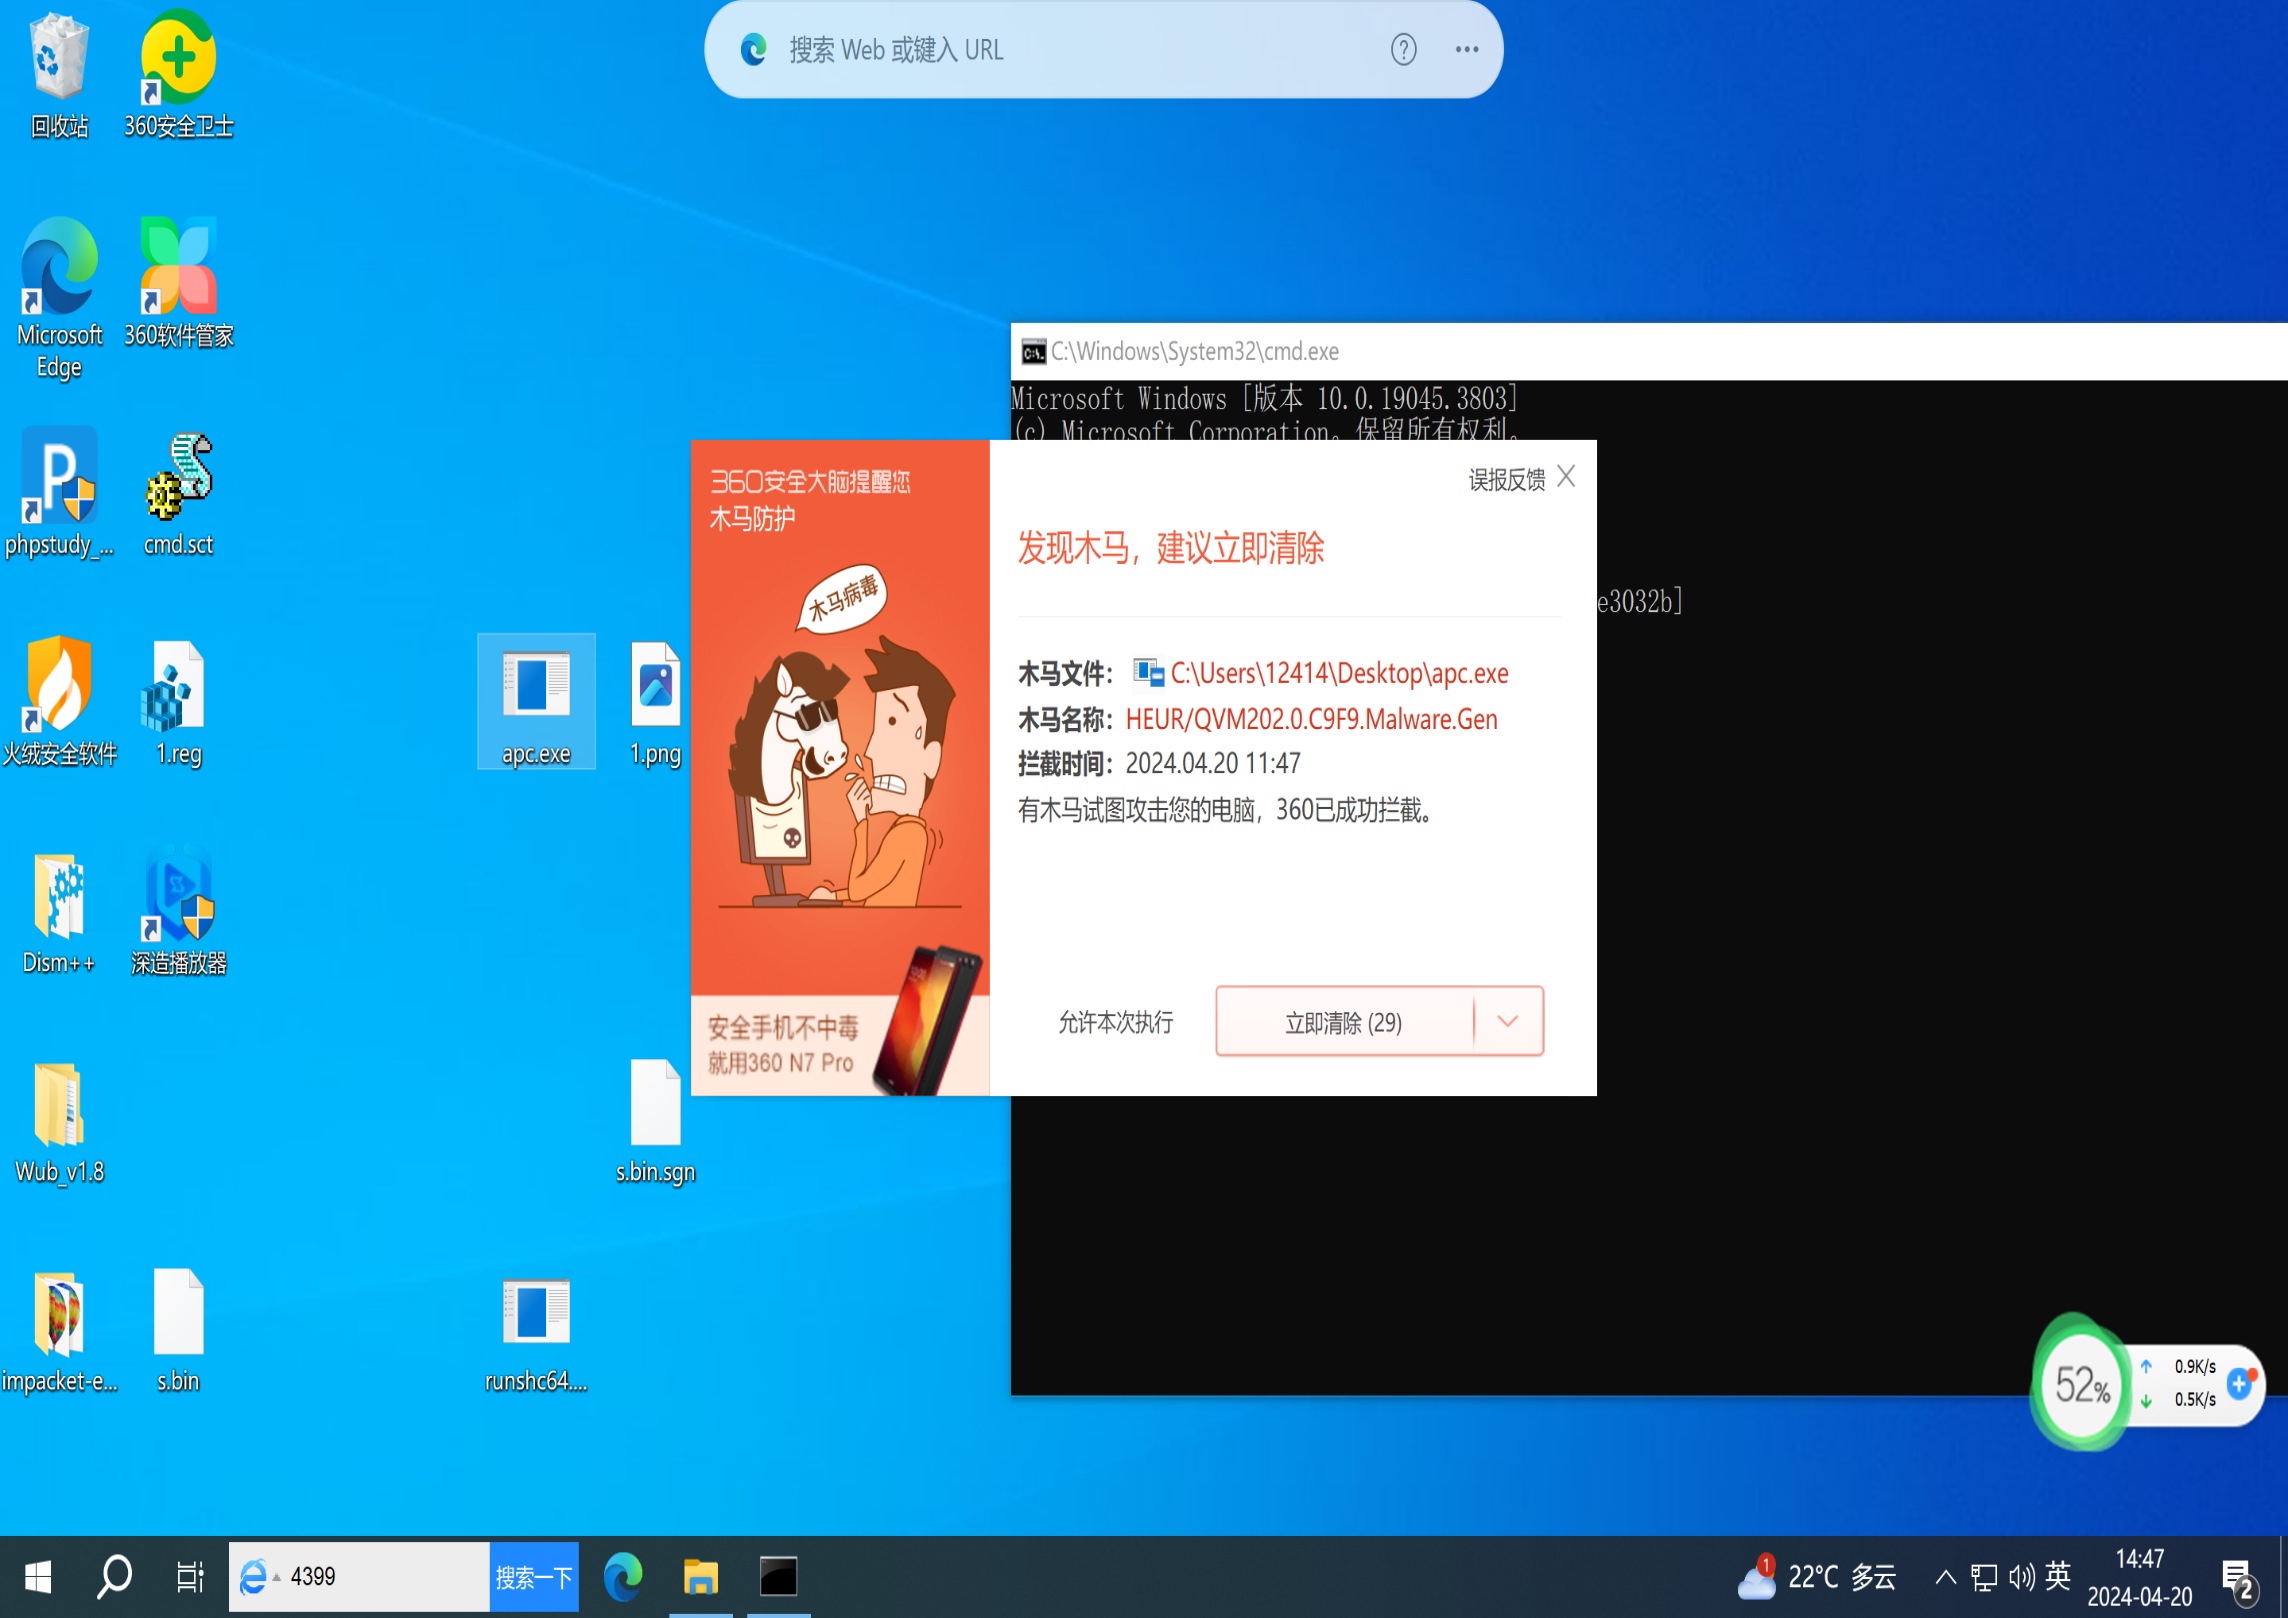 搜索 Web 或键入 URL
回收站
360安全卫士
Microsoft
Edge
360软件管家
phpstudy_...
cmd.sct
火绒安全软件
1.reg
apc.exe
1.png
Dism++
深造播放器
Wub_v1.8
s.bin.sgn
impacket-e...
s.bin
runshc64....
C:\Windows\System32\cmd.exe
Microsoft Windows [版本 10.0.19045.3803]
(c) Microsoft Corporation。保留所有权利。
e3032b]
360安全大脑提醒您
木马防护
木马病毒
安全手机不中毒
就用360 N7 Pro
误报反馈
发现木马，建议立即清除
木马文件： C:\Users\12414\Desktop\apc.exe
木马名称： HEUR/QVM202.0.C9F9.Malware.Gen
拦截时间： 2024.04.20 11:47
有木马试图攻击您的电脑，360已成功拦截。
允许本次执行
立即清除 (29)
52%
0.9K/s
0.5K/s
4399
搜索一下
1
22°C 多云
英
14:47
2024-04-20
2